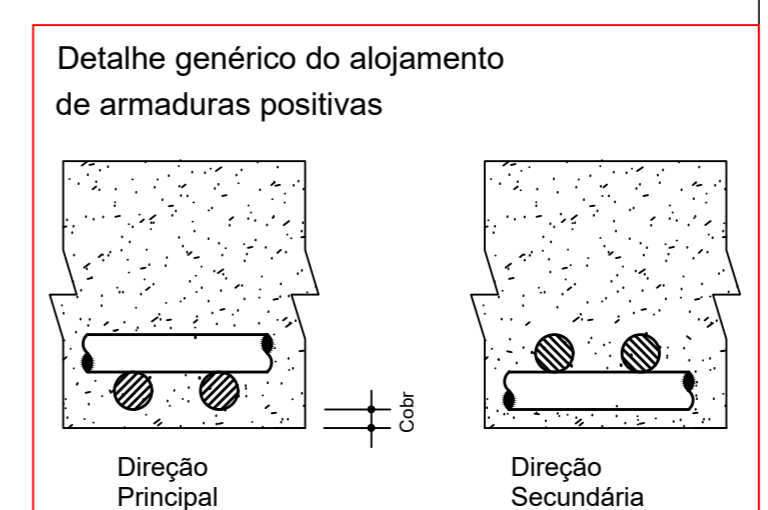 Detalhe genérico do alojamento
de armaduras positivas
Cobr
Direção
Principal
Direção
Secundária